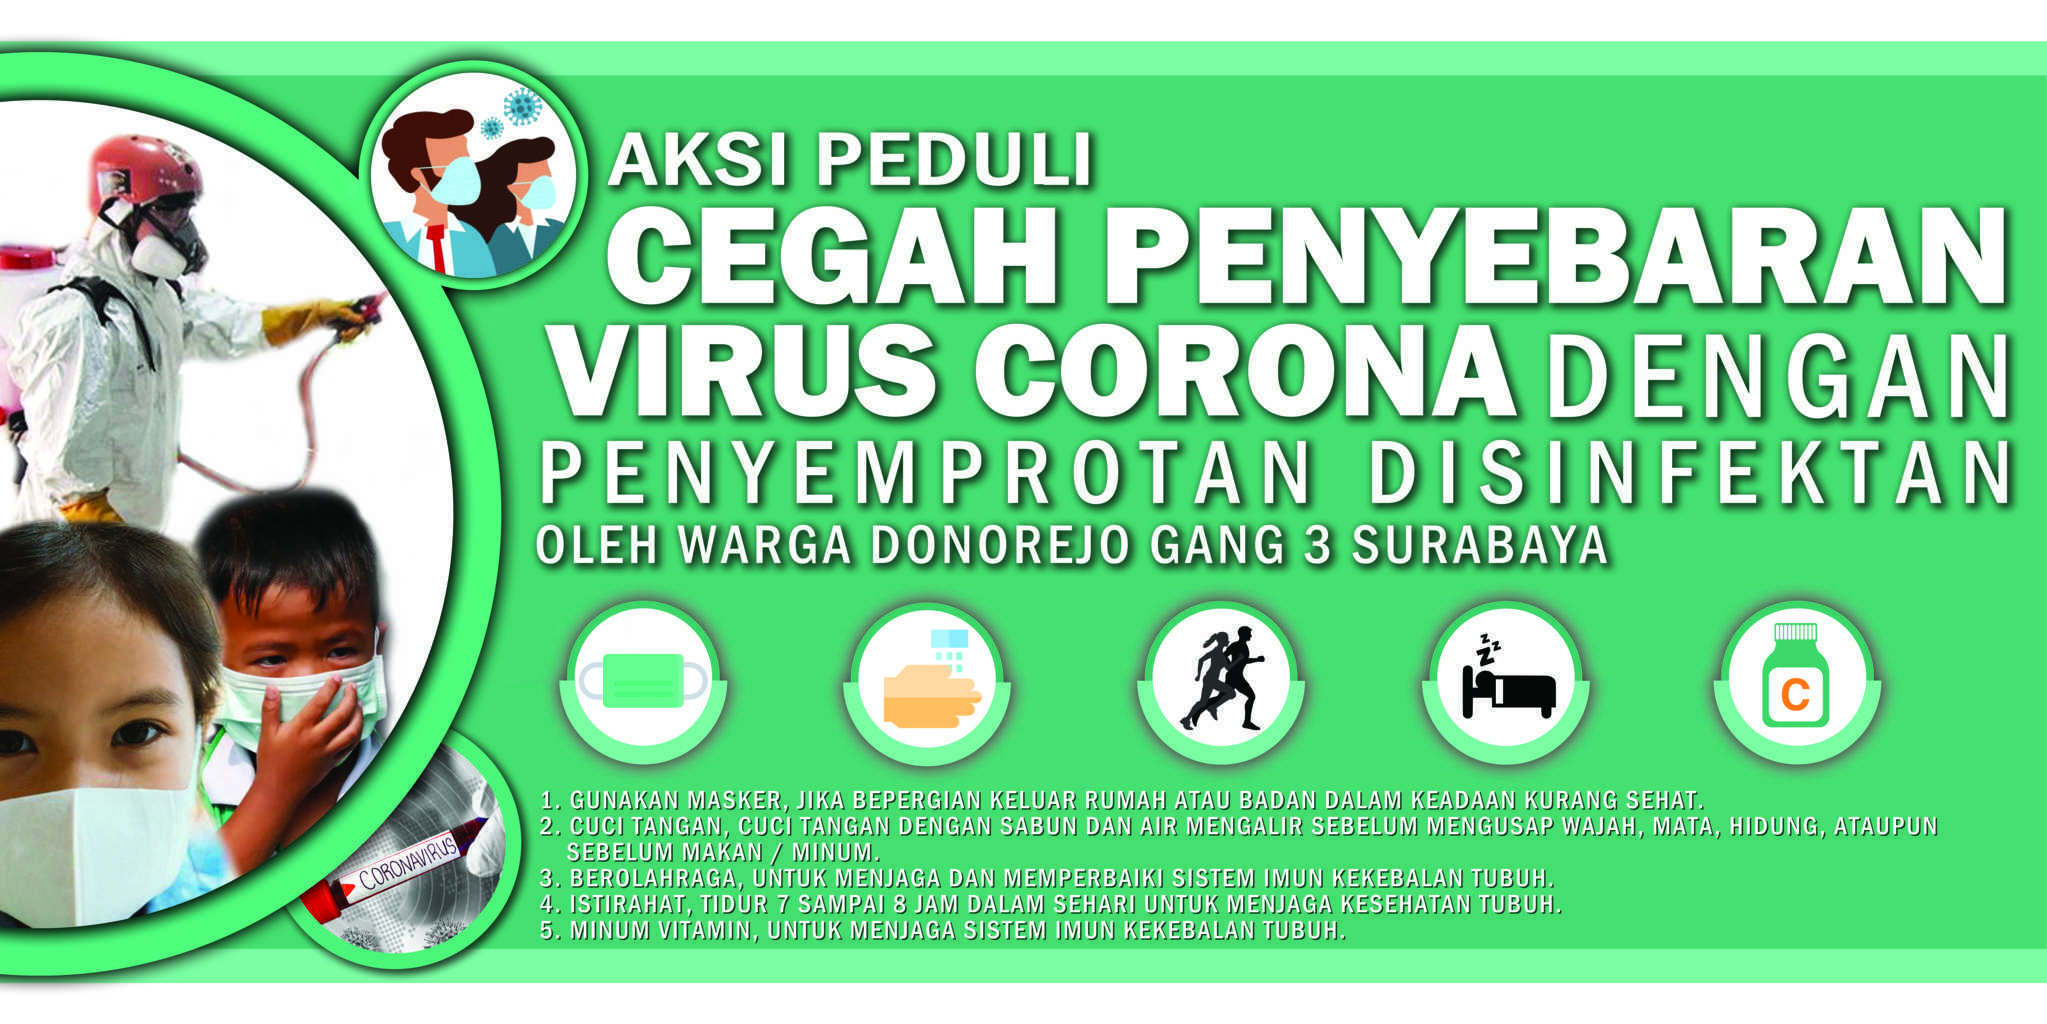 AKSI PEDULI
CEGAH PENYEBARAN
VIRUS CORONA DENGAN
PENYEMPROTAN DISINFEKTAN
OLEH WARGA DONOREJO GANG 3 SURABAYA
Z Z Z
C
1. GUNAKAN MASKER, JIKA BEPERGIAN KELUAR RUMAH ATAU BADAN DALAM KEADAAN KURANG SEHAT.
2. CUCI TANGAN, CUCI TANGAN DENGAN SABUN DAN AIR MENGALIR SEBELUM MENGUSAP WAJAH, MATA, HIDUNG, ATAUPUN
SEBELUM MAKAN / MINUM.
3. BEROLAHRAGA, UNTUK MENJAGA DAN MEMPERBAIKI SISTEM IMUN KEKEBALAN TUBUH.
4. ISTIRAHAT, TIDUR 7 SAMPAI 8 JAM DALAM SEHARI UNTUK MENJAGA KESEHATAN TUBUH.
5. MINUM VITAMIN, UNTUK MENJAGA SISTEM IMUN KEKEBALAN TUBUH.
CORONAVIRUS